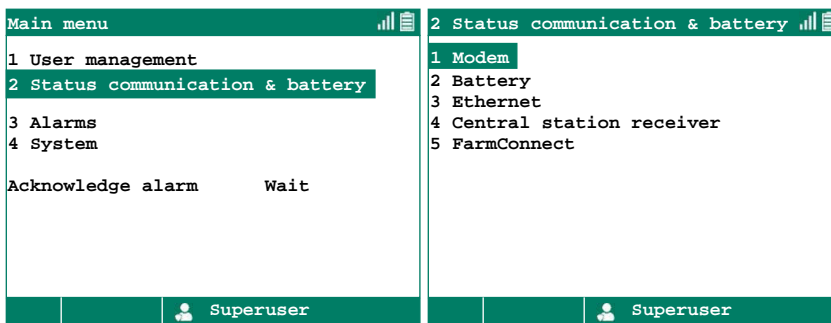 Main menu
1 User management
2 Status communication & battery
3 Alarms
4 System
Acknowledge alarm Wait
Superuser
2 Status communication & battery
1 Modem
2 Battery
3 Ethernet
4 Central station receiver
5 FarmConnect
Superuser